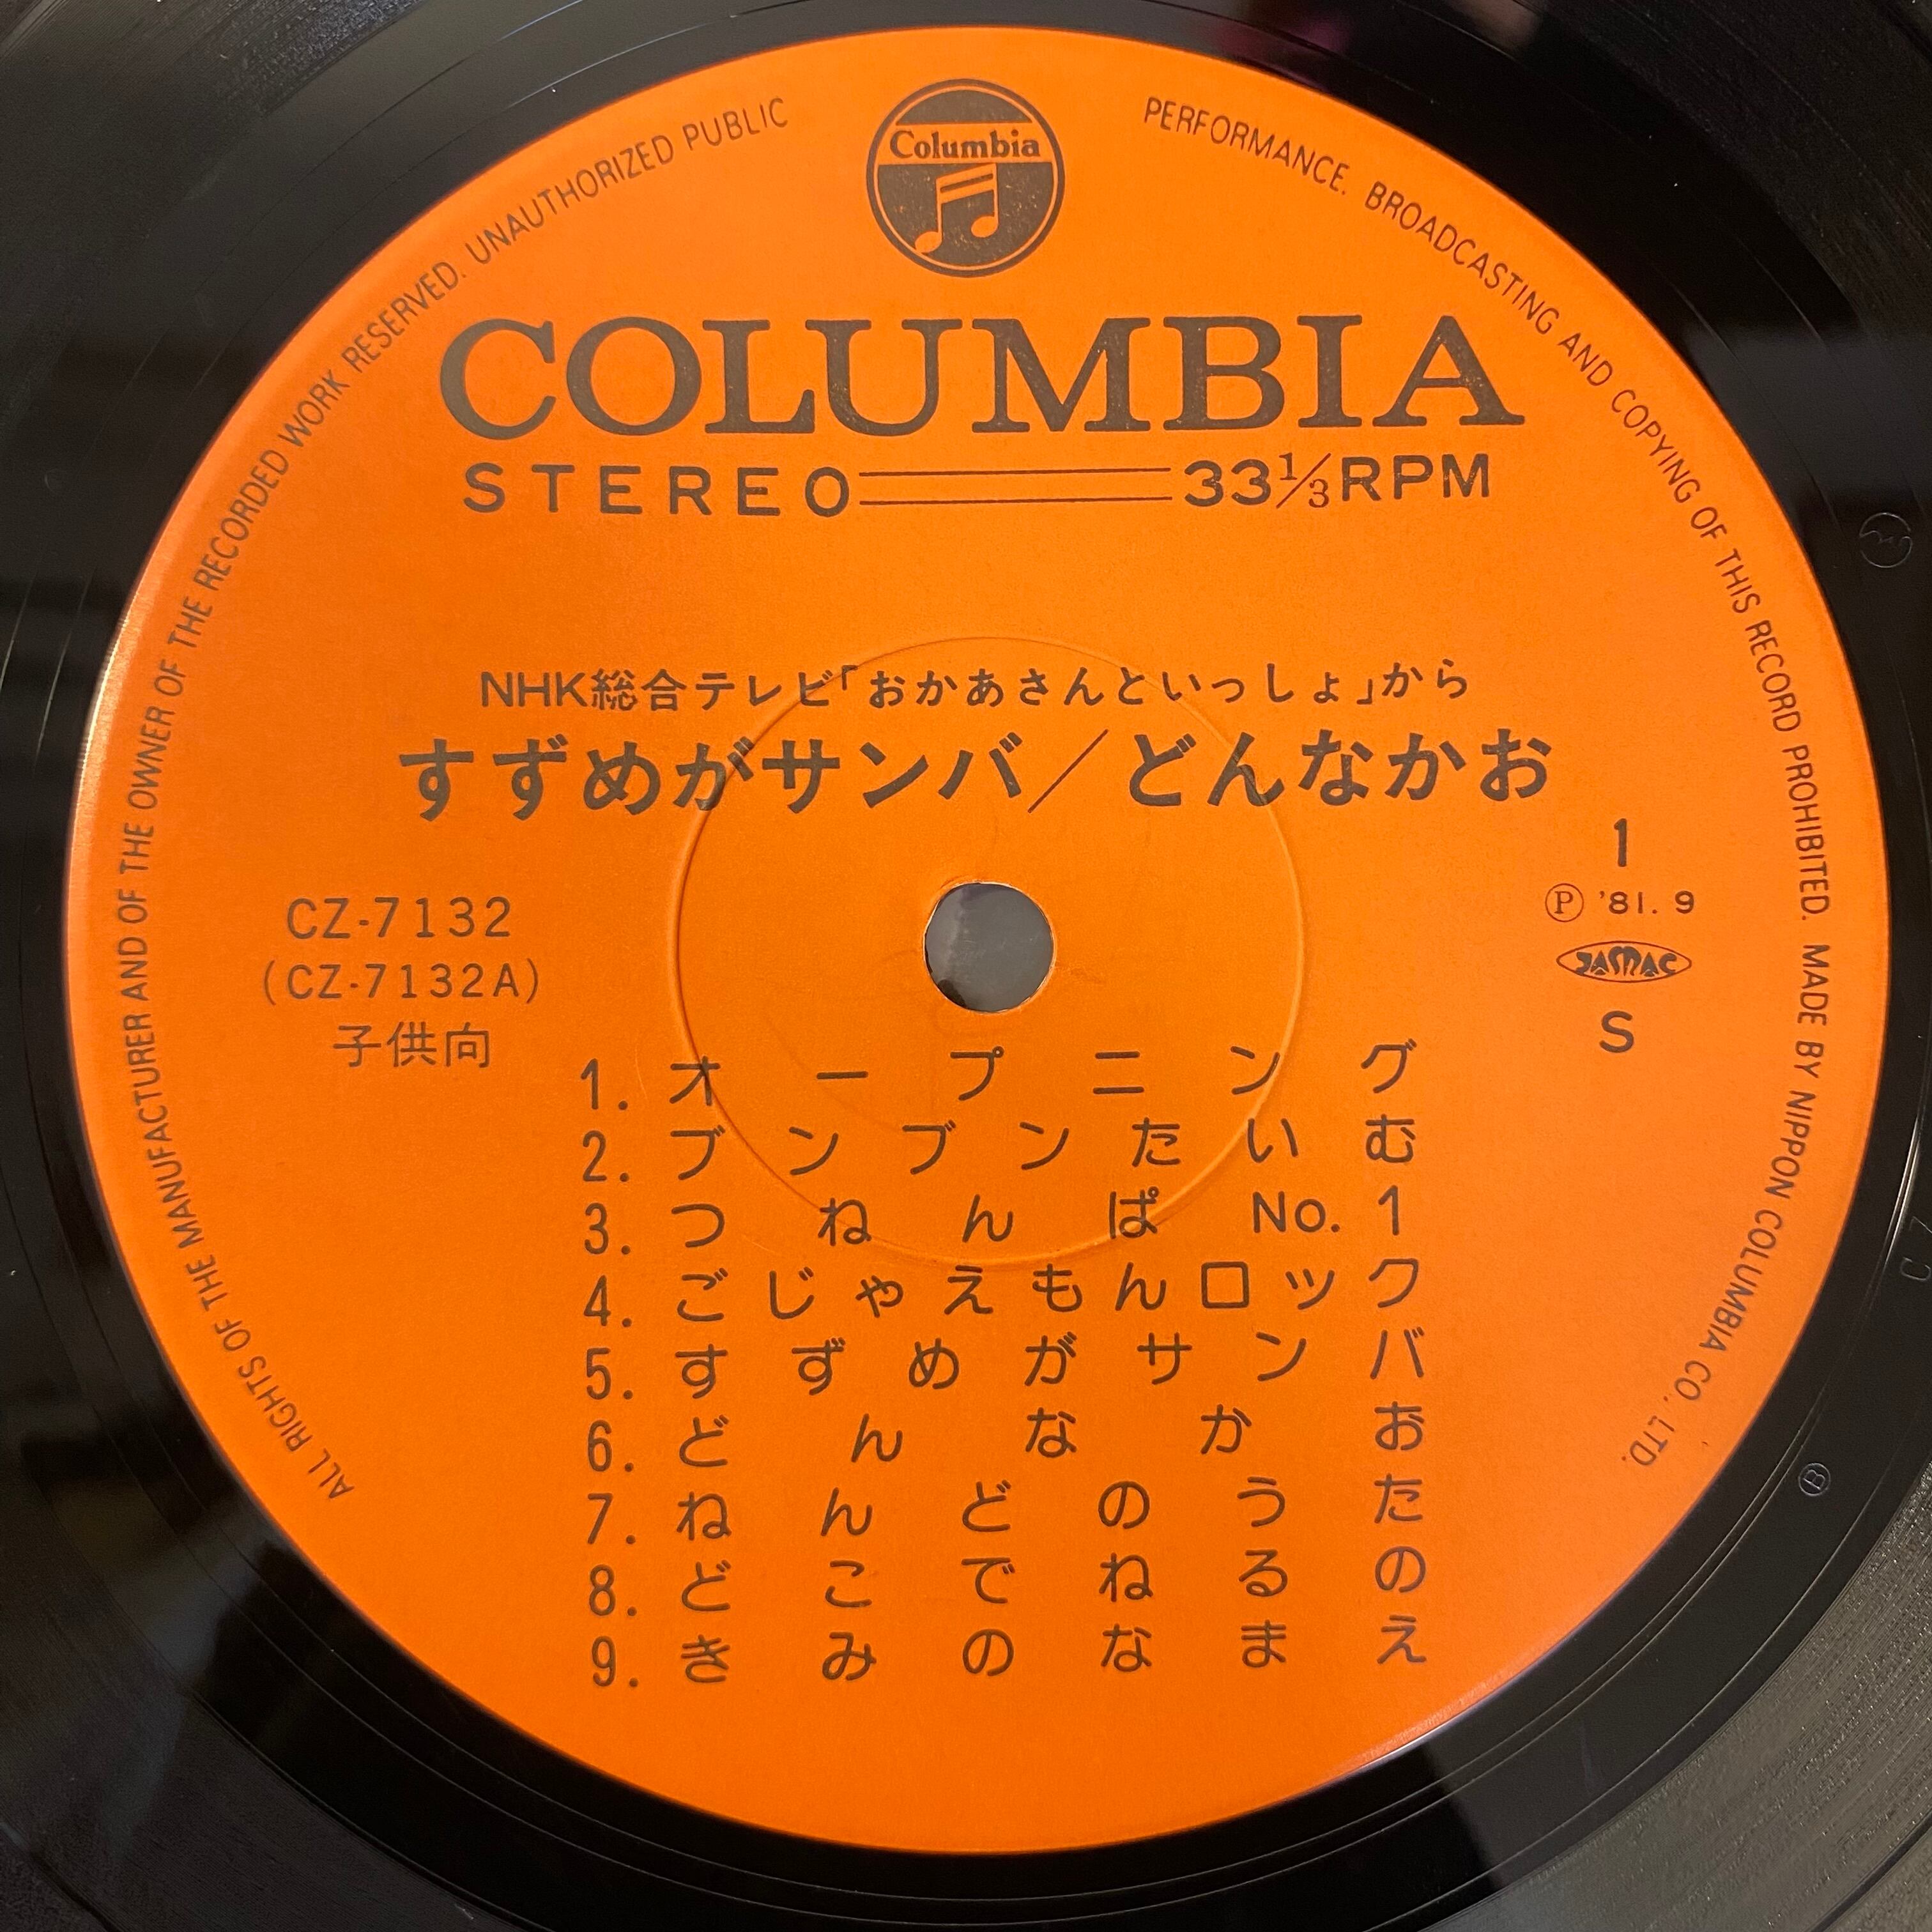 Columbia
COLUMBIA
STEREO 33⅓RPM
NHK総合テレビ「おかあさんといっしょ」から
すずめがサンバ／どんなかお
CZ-7132
(CZ-7132A)
子供向
1
Ⓟ '81.9
JASRAC
S
1. オープニング
2. ブンブンたいむ
3. つねんぱ No.1
4. ごじゃえもんロック
5. すずめがサンバ
6. どんなかお
7. ねんどのうた
8. どこでねるの
9. きみのなまえ
ALL RIGHTS OF THE MANUFACTURER AND OF THE OWNER OF THE RECORDED WORK RESERVED. UNAUTHORIZED PUBLIC PERFORMANCE. BROADCASTING AND COPYING OF THIS RECORD PROHIBITED. MADE BY NIPPON COLUMBIA CO., LTD.
B